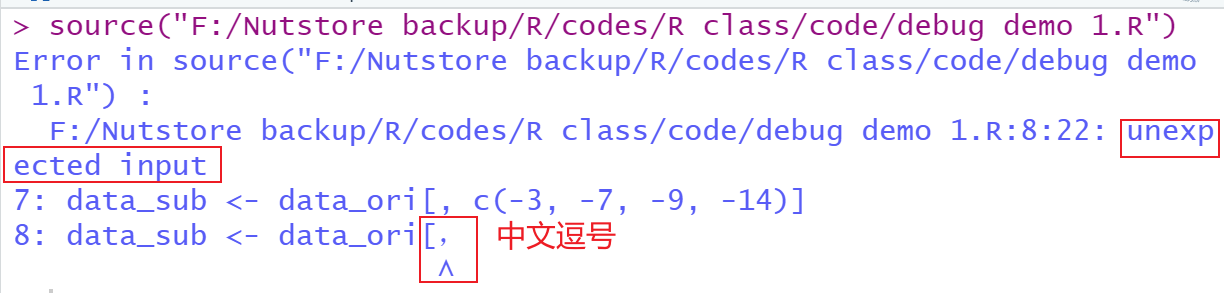 > source("F:/Nutstore backup/R/codes/R class/code/debug demo 1.R")
Error in source("F:/Nutstore backup/R/codes/R class/code/debug demo
1.R") :
F:/Nutstore backup/R/codes/R class/code/debug demo 1.R:8:22: unexp
ected input
7: data_sub <- data_ori[, c(-3, -7, -9, -14)]
8: data_sub <- data_ori[， 中文逗号
^